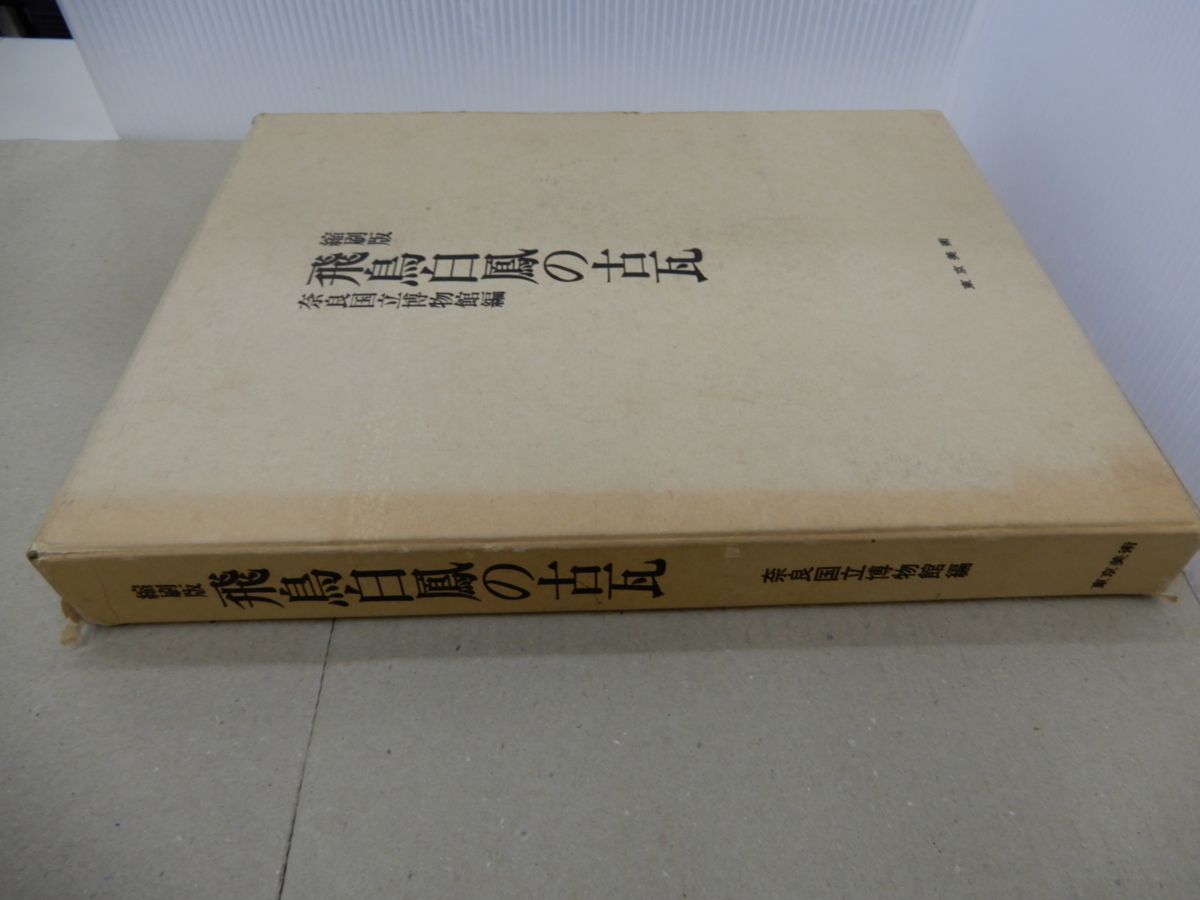 縮刷版
飛鳥白鳳の古瓦
奈良国立博物館編
東京美術
縮刷版
飛鳥白鳳の古瓦
奈良国立博物館編
東京美術